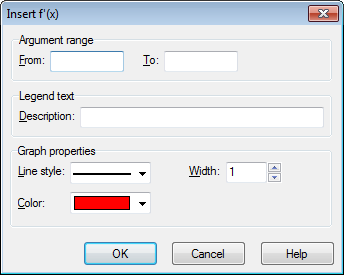 Insert f'(x)
Argument range
From: To:
Legend text
Description:
Graph properties
Line style: Width: 1
Color:
OK Cancel Help